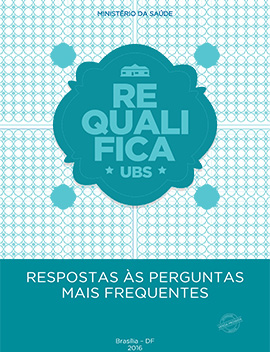 MINISTÉRIO DA SAÚDE
RE
QUALI
FICA
UBS
RESPOSTAS ÀS PERGUNTAS
MAIS FREQUENTES
Brasília – DF
2016